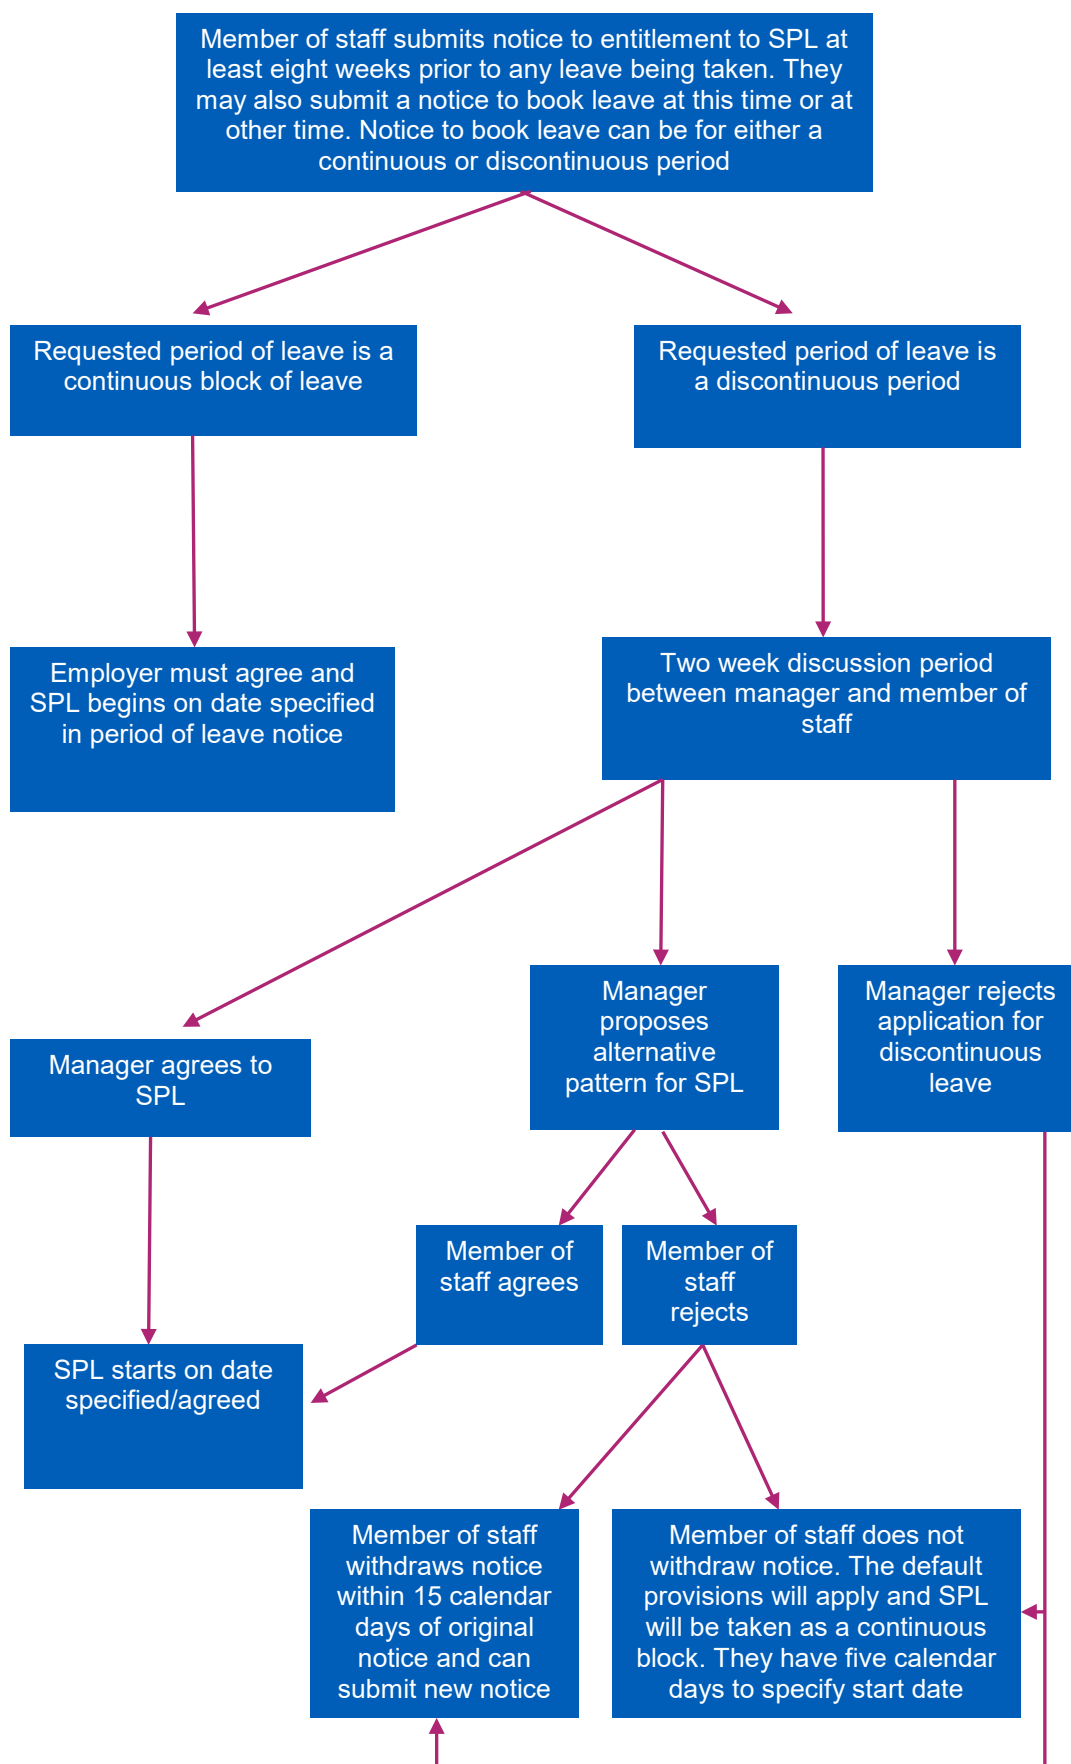 Member of staff submits notice to entitlement to SPL at
least eight weeks prior to any leave being taken. They
may also submit a notice to book leave at this time or at
other time. Notice to book leave can be for either a
continuous or discontinuous period
Requested period of leave is a
continuous block of leave
Requested period of leave is
a discontinuous period
Employer must agree and
SPL begins on date specified
in period of leave notice
Two week discussion period
between manager and member of
staff
Manager agrees to
SPL
Manager
proposes
alternative
pattern for SPL
Manager rejects
application for
discontinuous
leave
Member of
staff agrees
Member of
staff
rejects
SPL starts on date
specified/agreed
Member of staff
withdraws notice
within 15 calendar
days of original
notice and can
submit new notice
Member of staff does not
withdraw notice. The default
provisions will apply and SPL
will be taken as a continuous
block. They have five calendar
days to specify start date